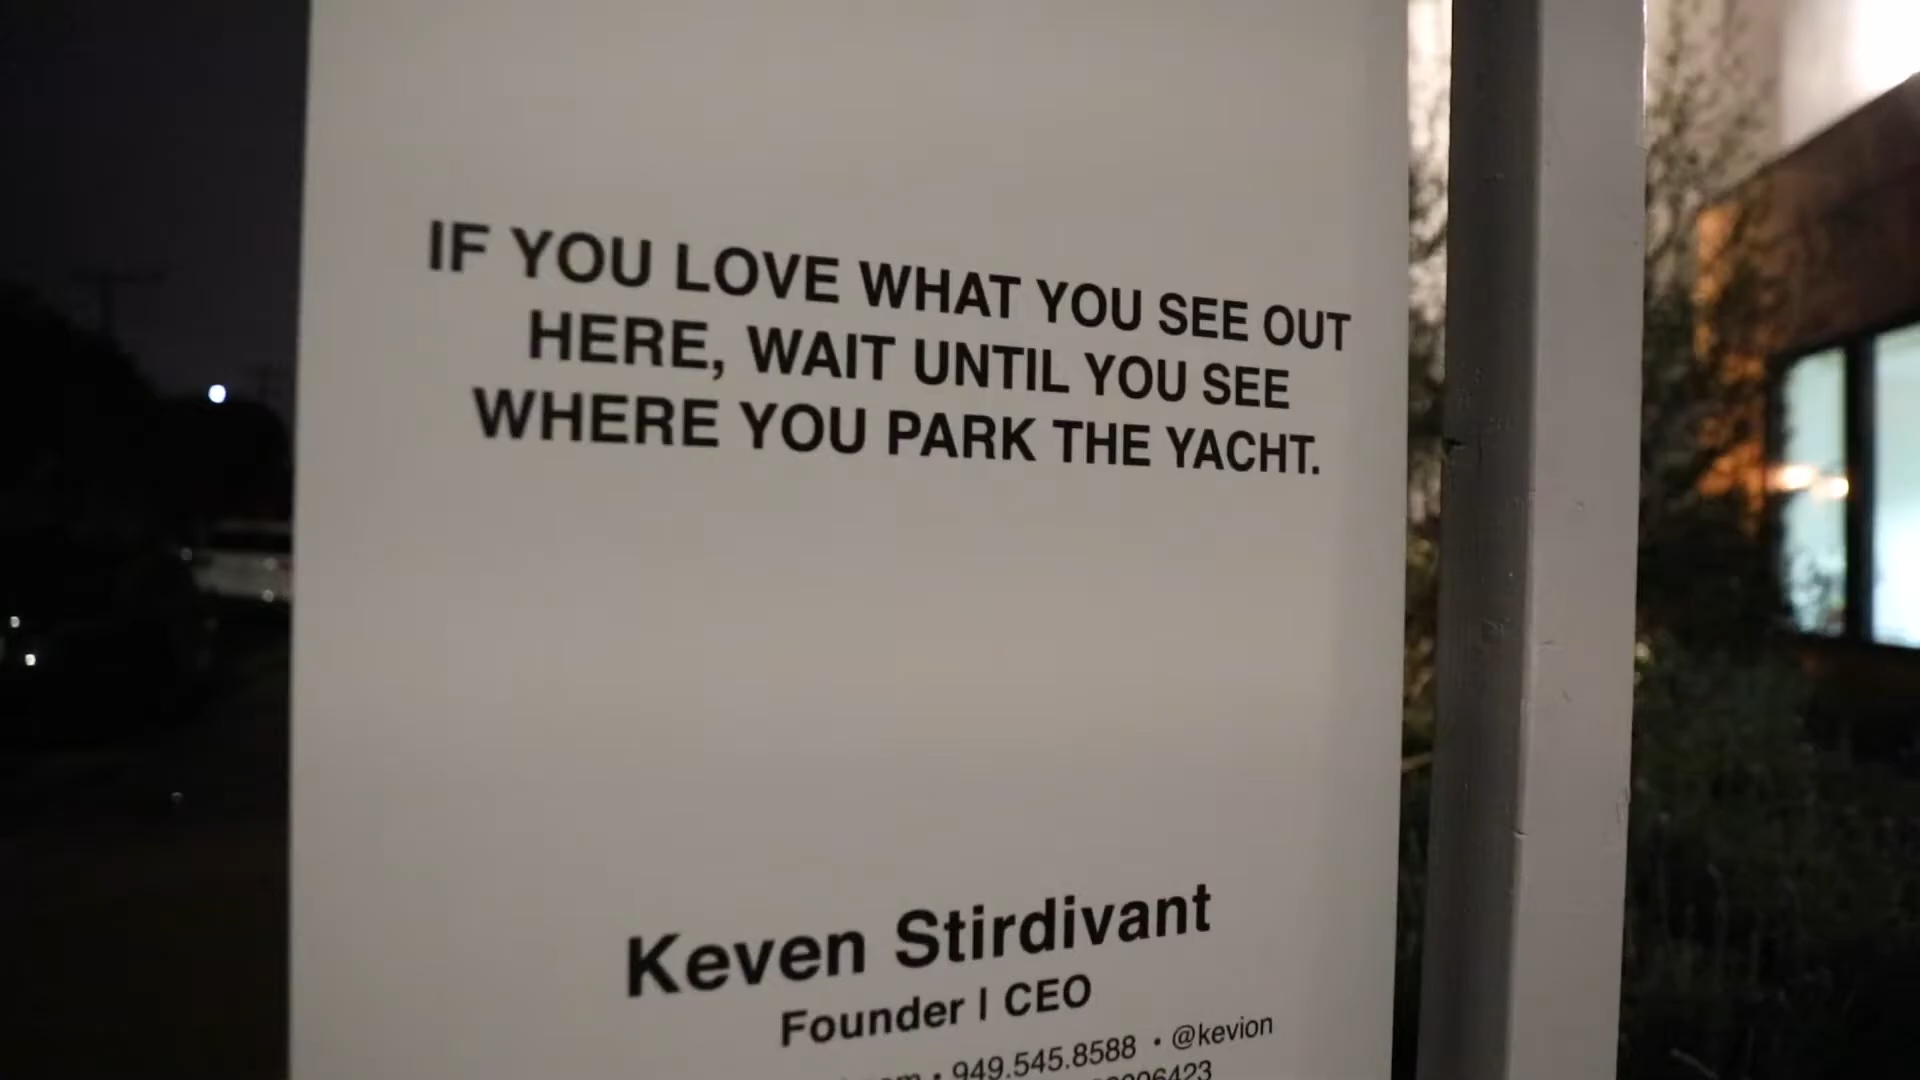 IF YOU LOVE WHAT YOU SEE OUT
HERE, WAIT UNTIL YOU SEE
WHERE YOU PARK THE YACHT.
Keven Stirdivant
Founder | CEO
• 949.545.8588 • @kevion